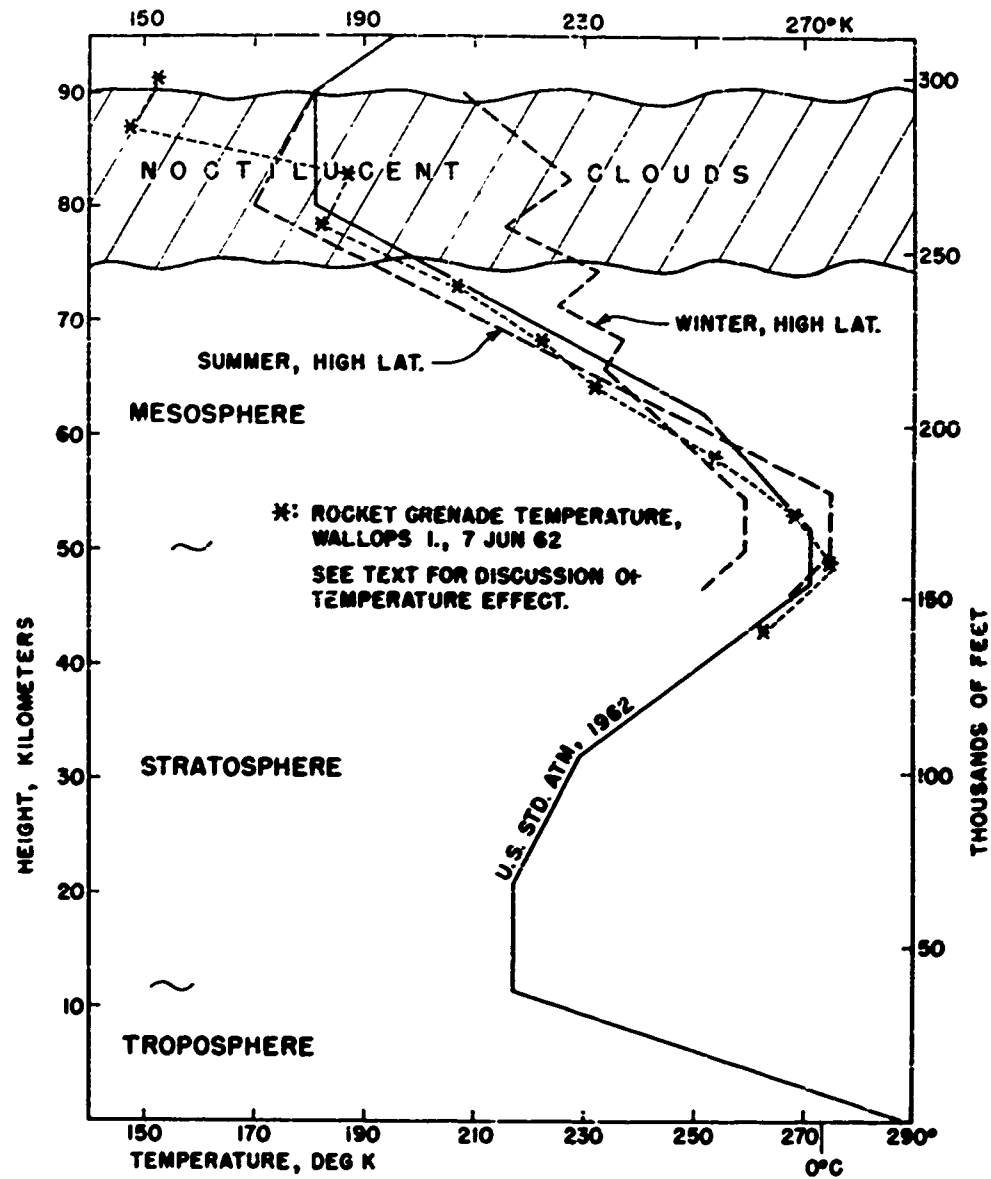 150 190 230 270°K
90 300
NOCTILUCENT CLOUDS
80
250
70
WINTER, HIGH LAT.
SUMMER, HIGH LAT.
MESOSPHERE
60 200
*: ROCKET GRENADE TEMPERATURE,
WALLOPS I., 7 JUN 62
50
SEE TEXT FOR DISCUSSION OF
TEMPERATURE EFFECT.
150
HEIGHT, KILOMETERS
THOUSANDS OF FEET
40
U.S. STD. ATM, 1962
STRATOSPHERE
30 100
20
50
10
TROPOSPHERE
150 170 190 210 230 250 270 290°
TEMPERATURE, DEG K
0°C